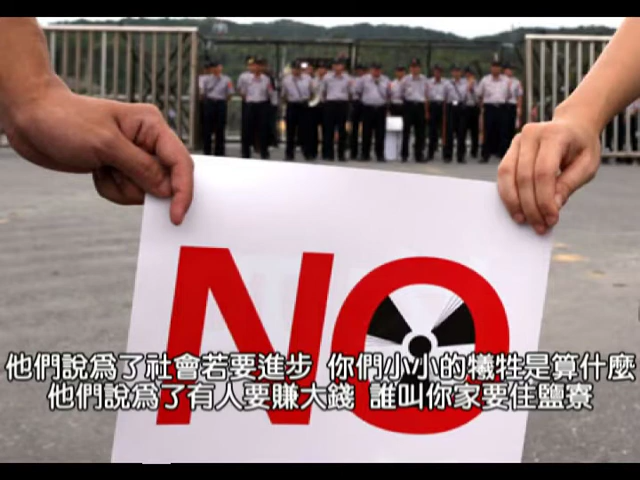 NO
他們說為了社會若要進步 你們小小的犧牲是算什麼
他們說為了有人要賺大錢 誰叫你家要住鹽寮